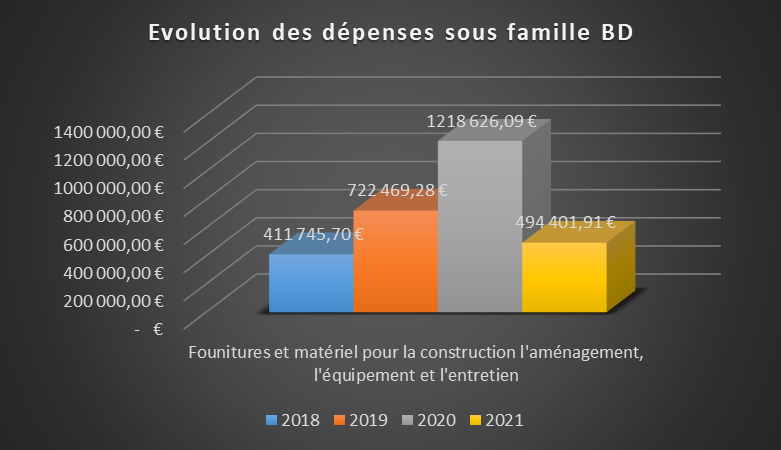 Evolution des dépenses sous famille BD
1400 000,00 €
1200 000,00 €
1000 000,00 €
800 000,00 €
600 000,00 €
400 000,00 €
200 000,00 €
- €
411 745,70 €
722 469,28 €
1218 626,09 €
494 401,91 €
Founitures et matériel pour la construction l'aménagement,
l'équipement et l'entretien
2018 2019 2020 2021